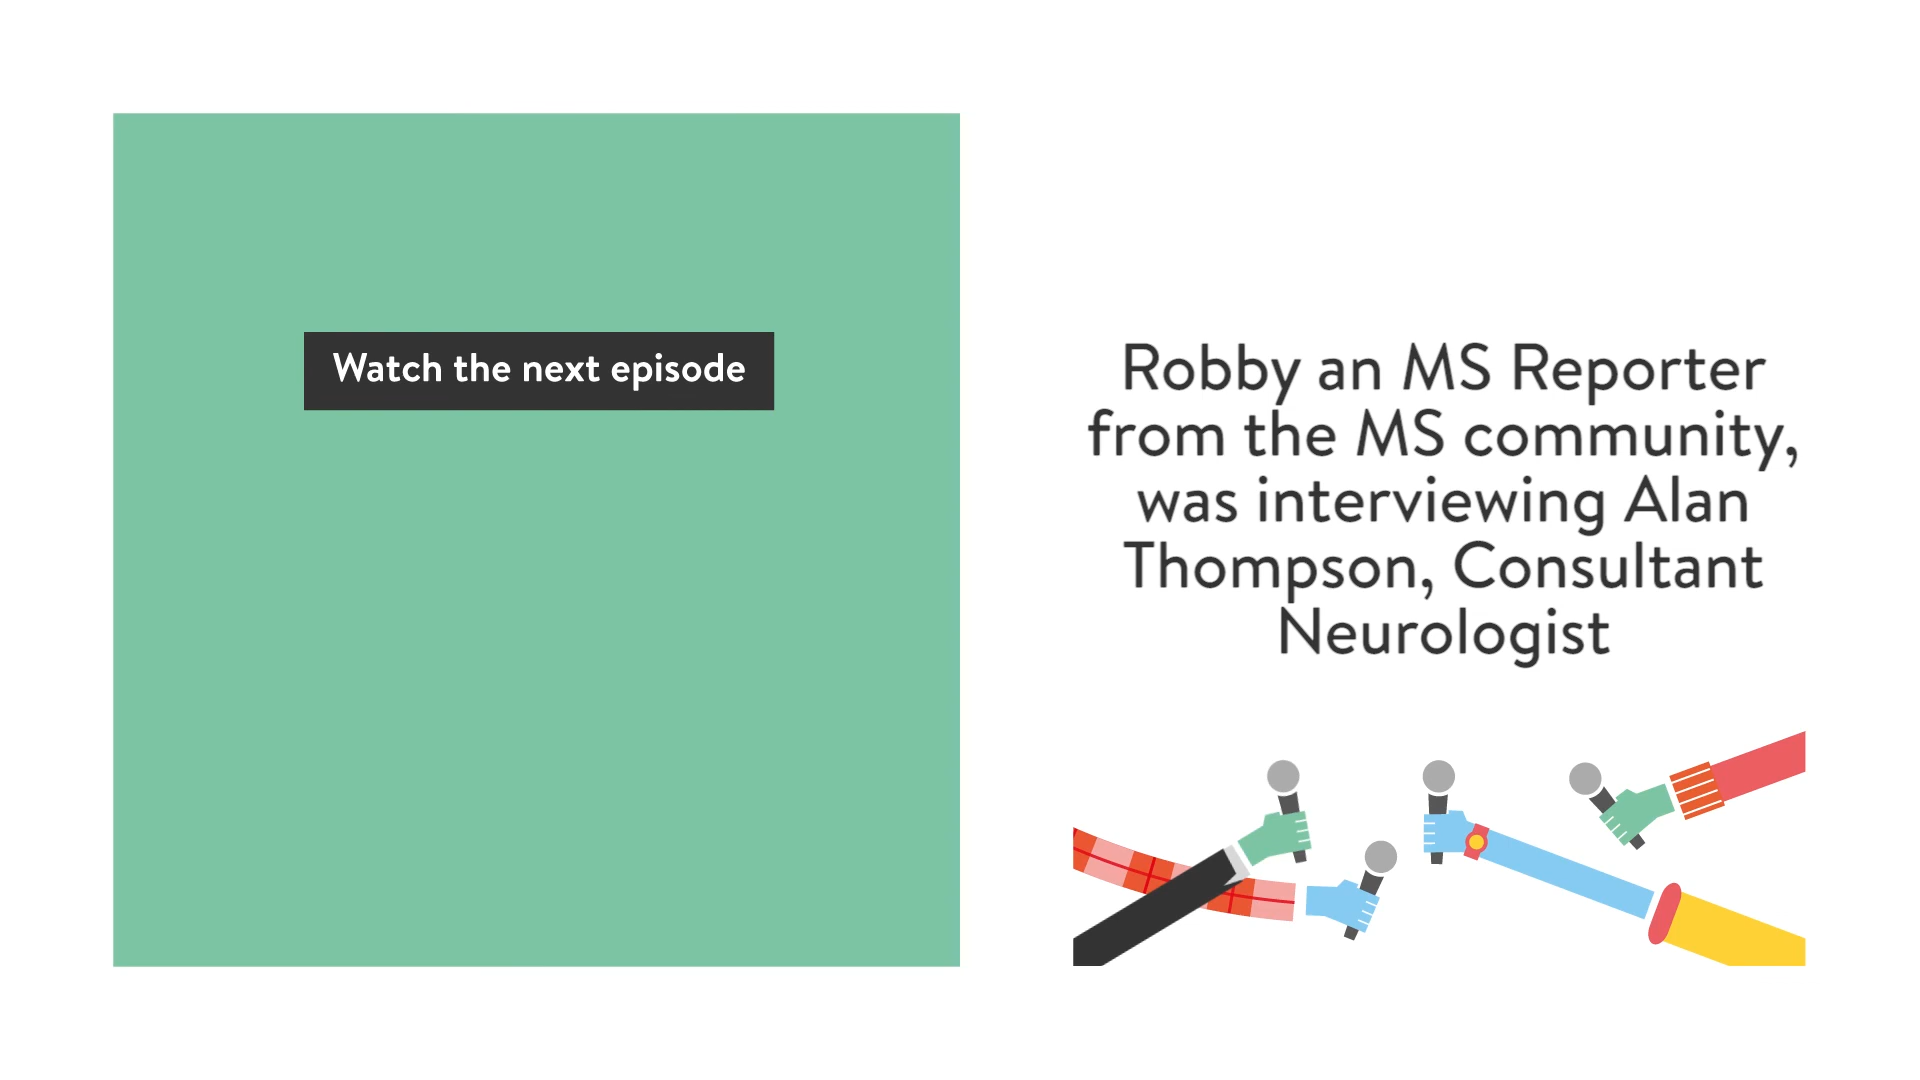 Watch the next episode
Robby an MS Reporter
from the MS community,
was interviewing Alan
Thompson, Consultant
Neurologist